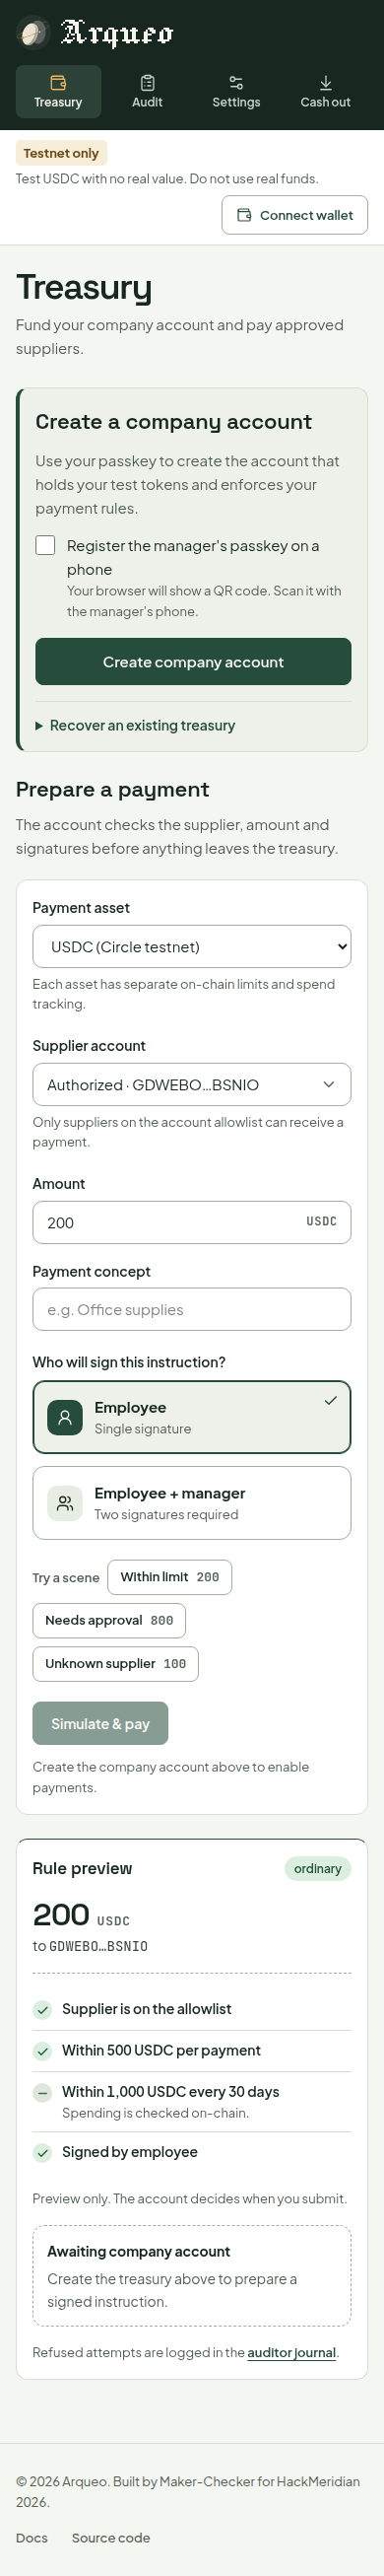 Arqueo
Treasury
Audit
Settings
Cash out
Testnet only
Test USDC with no real value. Do not use real funds.
Connect wallet
Treasury
Fund your company account and pay approved
suppliers.
Create a company account
Use your passkey to create the account that
holds your test tokens and enforces your
payment rules.
Register the manager's passkey on a
phone
Your browser will show a QR code. Scan it with
the manager's phone.
Create company account
Recover an existing treasury
Prepare a payment
The account checks the supplier, amount and
signatures before anything leaves the treasury.
Payment asset
USDC (Circle testnet)
Each asset has separate on-chain limits and spend
tracking.
Supplier account
Authorized · GDWEBO…BSNIO
Only suppliers on the account allowlist can receive a
payment.
Amount
200 USDC
Payment concept
e.g. Office supplies
Who will sign this instruction?
Employee
Single signature
Employee + manager
Two signatures required
Try a scene Within limit 200
Needs approval 800
Unknown supplier 100
Simulate & pay
Create the company account above to enable
payments.
Rule preview ordinary
200 USDC
to GDWEBO…BSNIO
Supplier is on the allowlist
Within 500 USDC per payment
Within 1,000 USDC every 30 days
Spending is checked on-chain.
Signed by employee
Preview only. The account decides when you submit.
Awaiting company account
Create the treasury above to prepare a
signed instruction.
Refused attempts are logged in the auditor journal.
© 2026 Arqueo. Built by Maker-Checker for HackMeridian
2026.
Docs Source code